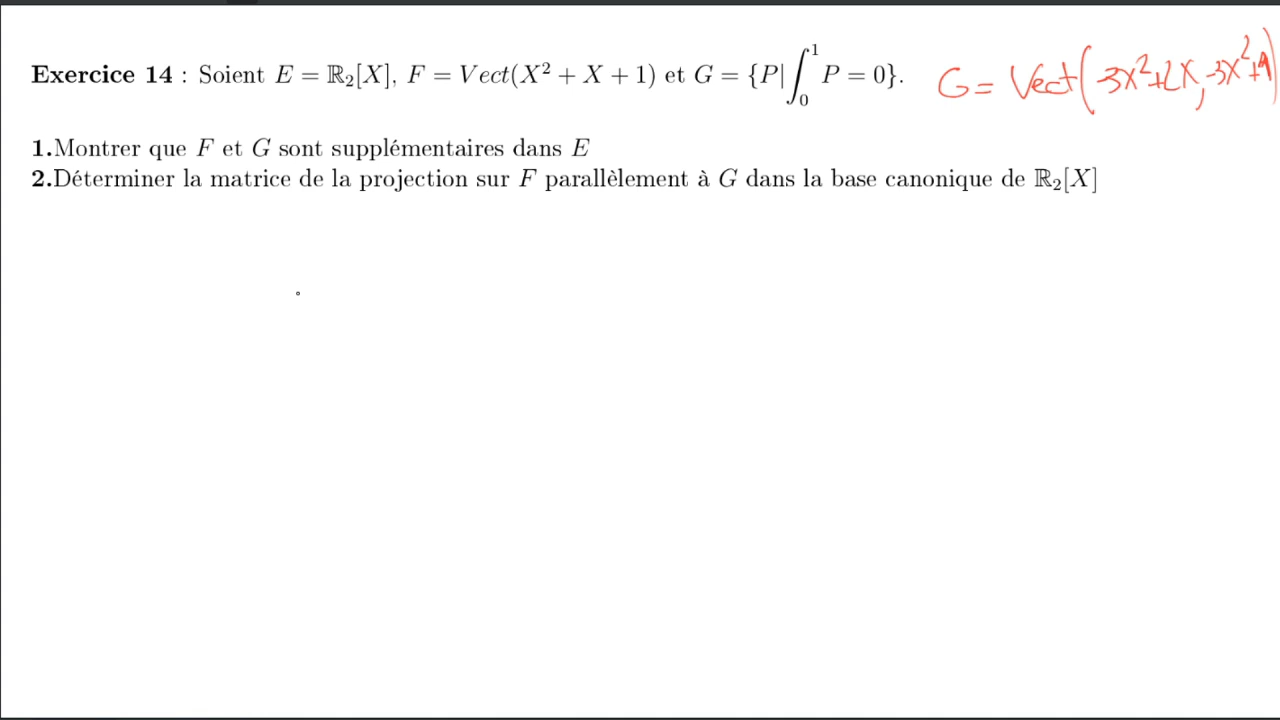 Exercice 14 : Soient E = ℝ₂[X], F = Vect(X² + X + 1) et G = {P| ∫₀¹ P = 0}. G = Vect(-3X²+2X, -3X²+1)
1.Montrer que F et G sont supplémentaires dans E
2.Déterminer la matrice de la projection sur F parallèlement à G dans la base canonique de ℝ₂[X]